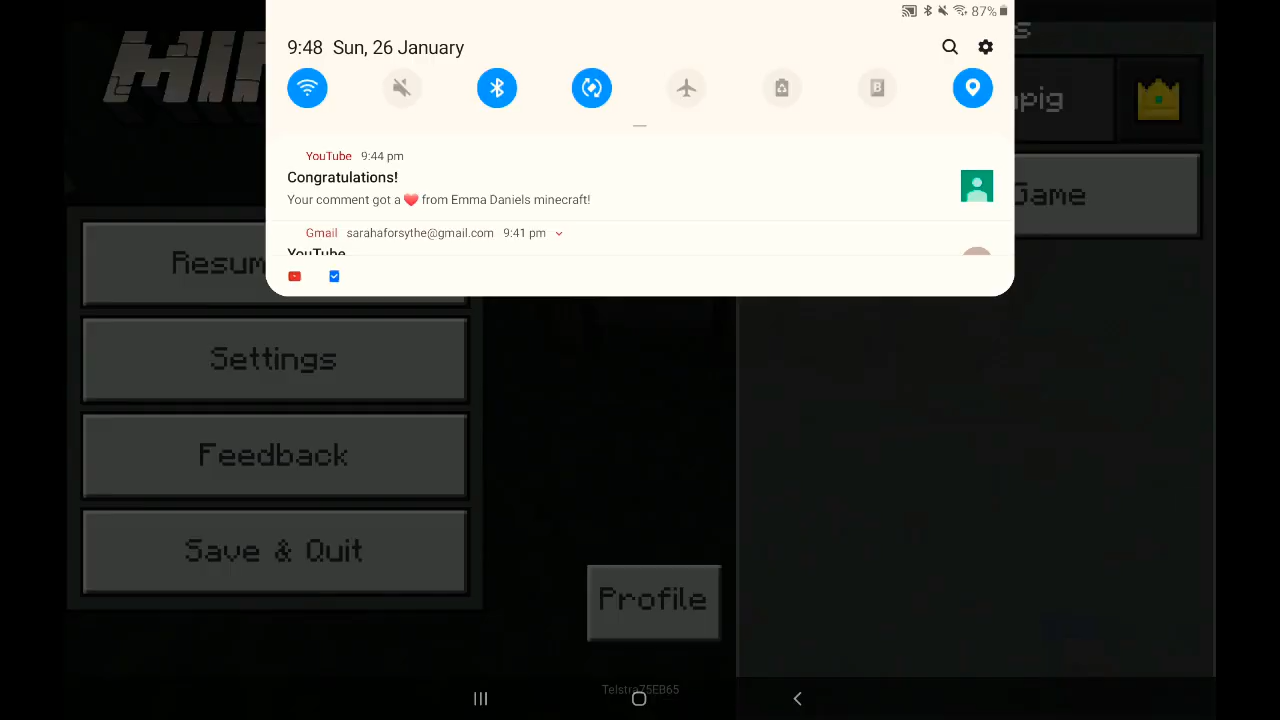 87%
9:48 Sun, 26 January
YouTube 9:44 pm
Congratulations!
Your comment got a ❤️ from Emma Daniels minecraft!
Gmail sarahaforsythe@gmail.com 9:41 pm
YouTube
B
pig
Game
Resum
Settings
Feedback
Save & Quit
Profile
Telstra75EB65